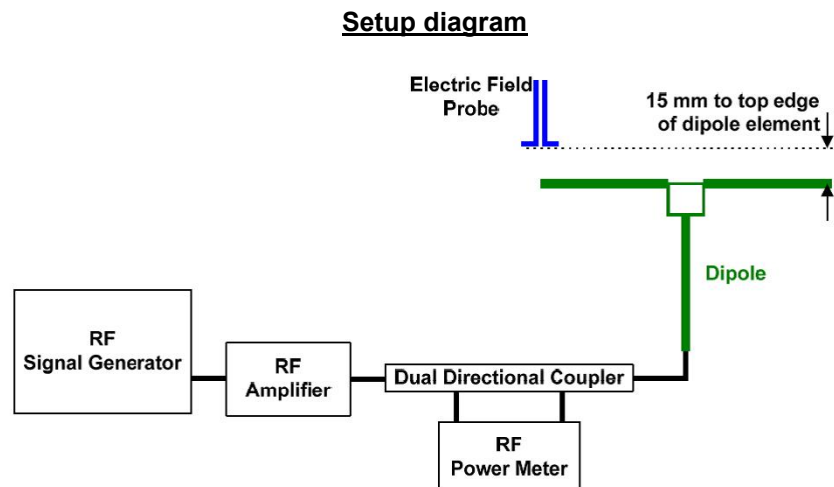 Setup diagram
Electric Field
Probe
15 mm to top edge
of dipole element
Dipole
RF
Signal Generator
RF
Amplifier
Dual Directional Coupler
RF
Power Meter